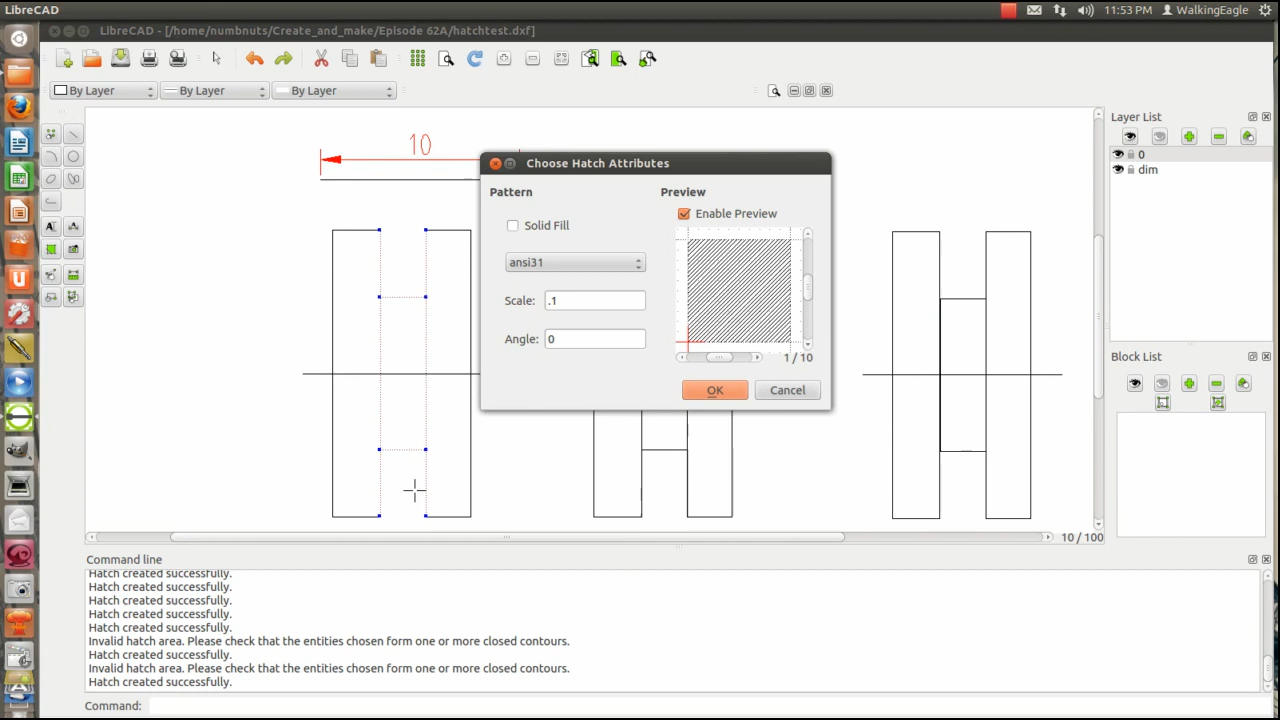 LibreCAD
11:53 PM
WalkingEagle
LibreCAD - [/home/numbnuts/Create_and_make/Episode 62A/hatchtest.dxf]
By Layer
By Layer
By Layer
10
Choose Hatch Attributes
Pattern
Solid Fill
ansi31
Scale: .1
Angle: 0
Preview
Enable Preview
1 / 10
OK
Cancel
Layer List
0
dim
Block List
10 / 100
Command line
Hatch created successfully.
Hatch created successfully.
Hatch created successfully.
Hatch created successfully.
Hatch created successfully.
Invalid hatch area. Please check that the entities chosen form one or more closed contours.
Hatch created successfully.
Invalid hatch area. Please check that the entities chosen form one or more closed contours.
Hatch created successfully.
Command: